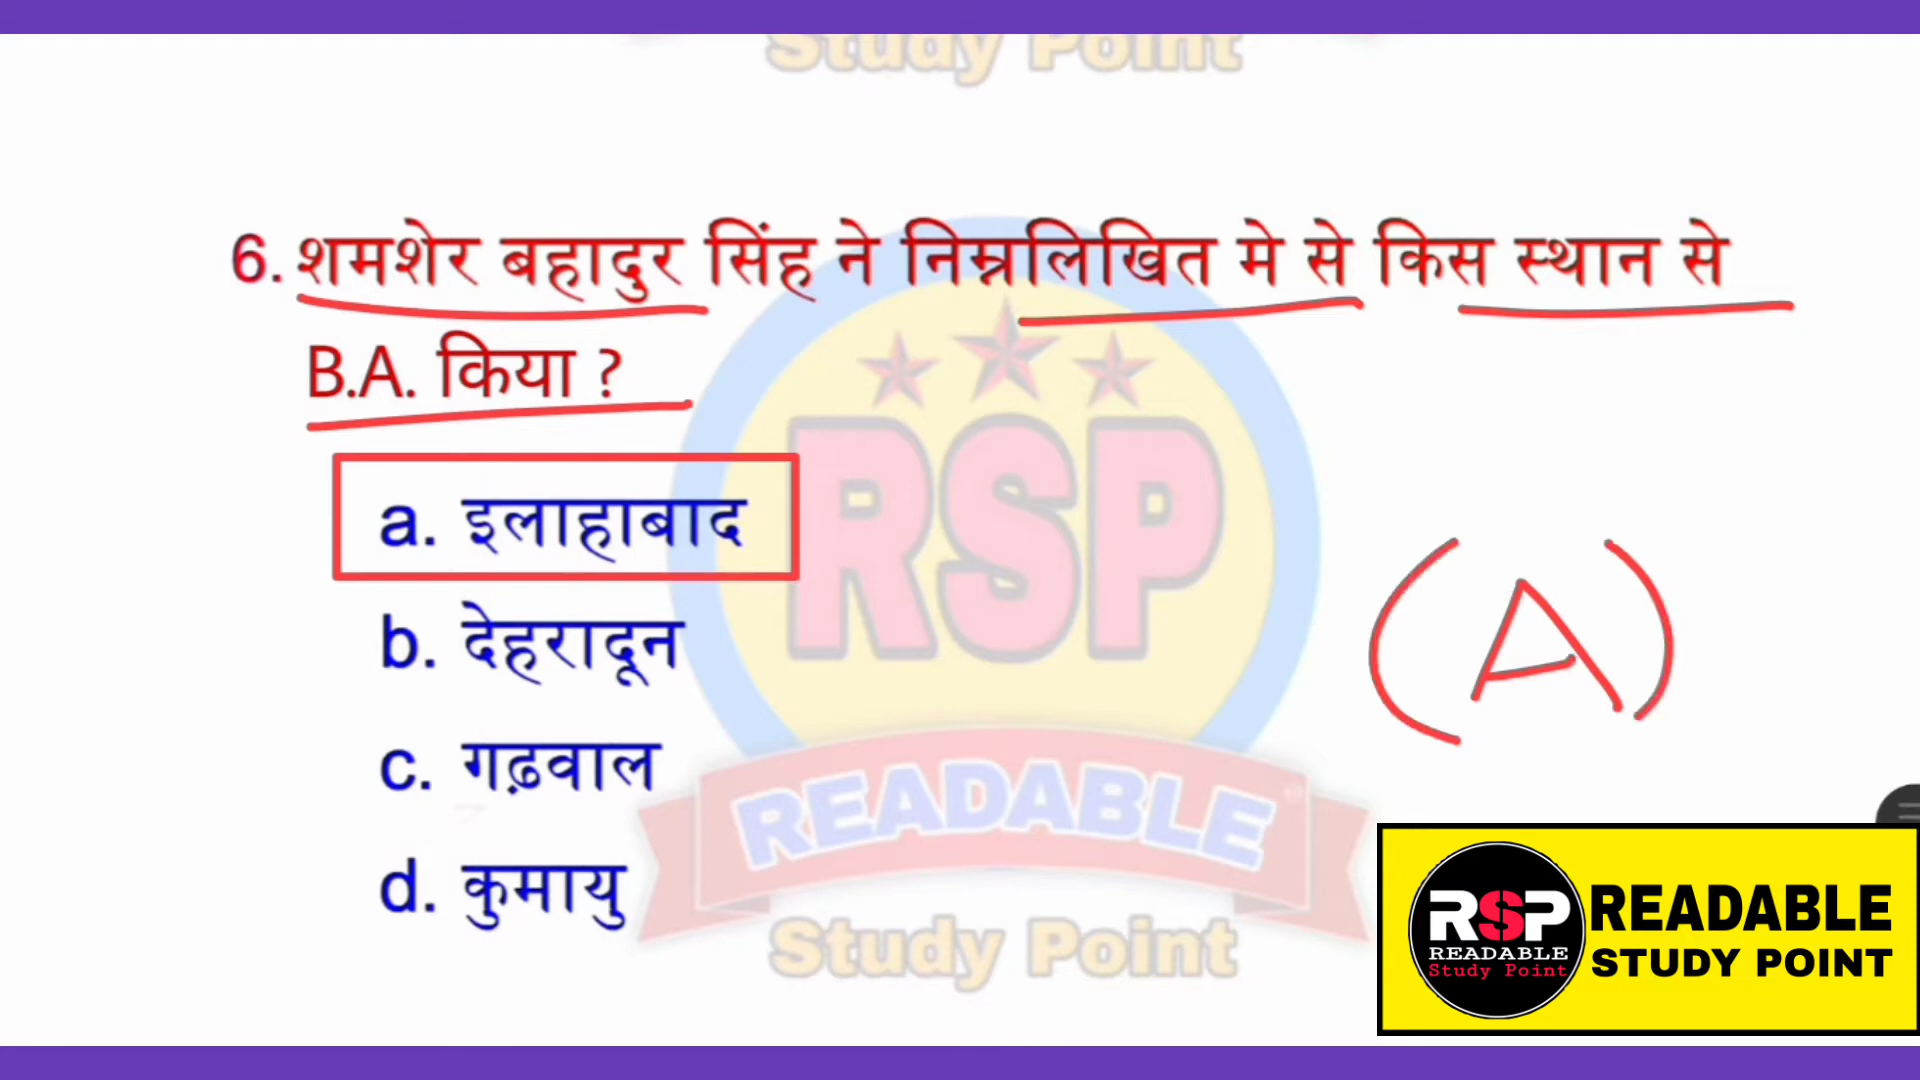 Study Point
6. शमशेर बहादुर सिंह ने निम्नलिखित मे से किस स्थान से
B.A. किया ?
a. इलाहाबाद
b. देहरादून
c. गढ़वाल
d. कुमायु
(A)
RSP
READABLE
Study Point
RSP
READABLE
Study Point
READABLE
STUDY POINT